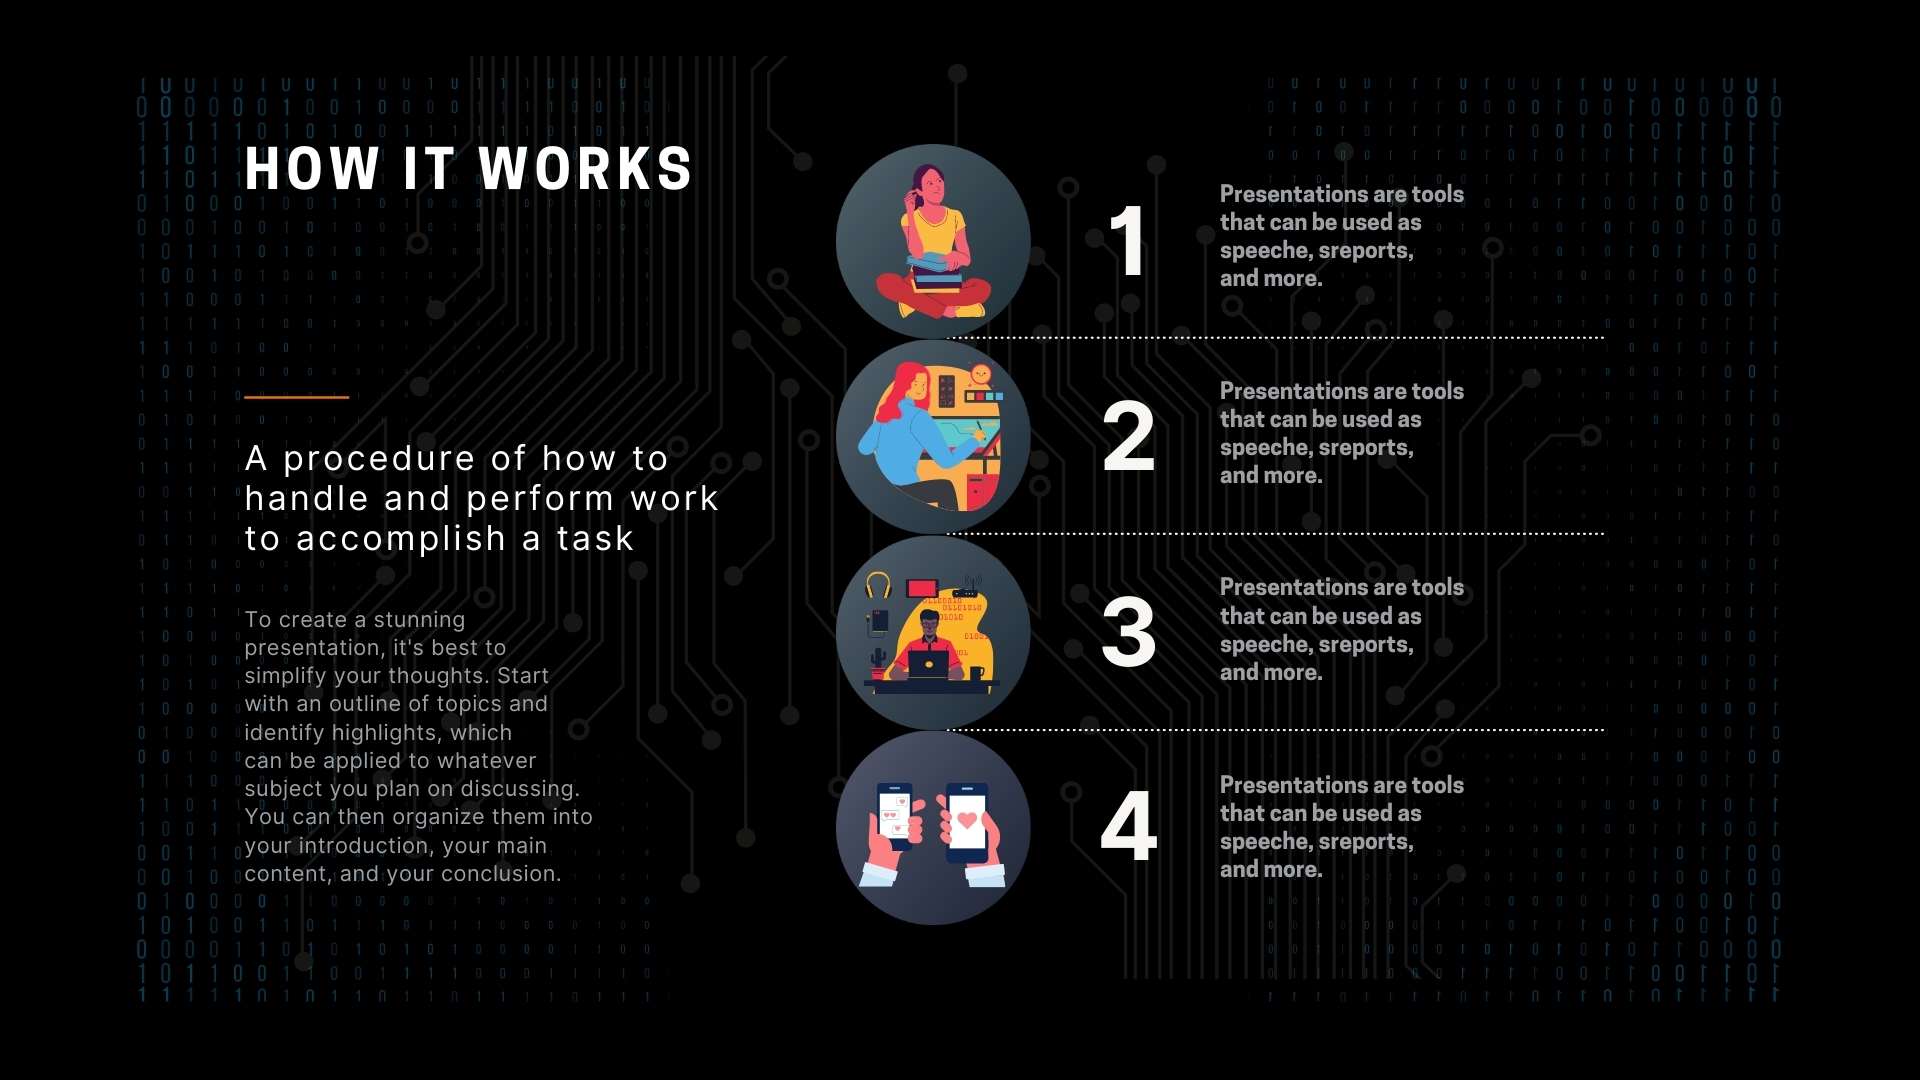 HOW IT WORKS
A procedure of how to
handle and perform work
to accomplish a task
To create a stunning
presentation, it's best to
simplify your thoughts. Start
with an outline of topics and
identify highlights, which
can be applied to whatever
subject you plan on discussing.
You can then organize them into
your introduction, your main
content, and your conclusion.
1
Presentations are tools
that can be used as
speeche, sreports,
and more.
2
Presentations are tools
that can be used as
speeche, sreports,
and more.
3
Presentations are tools
that can be used as
speeche, sreports,
and more.
4
Presentations are tools
that can be used as
speeche, sreports,
and more.